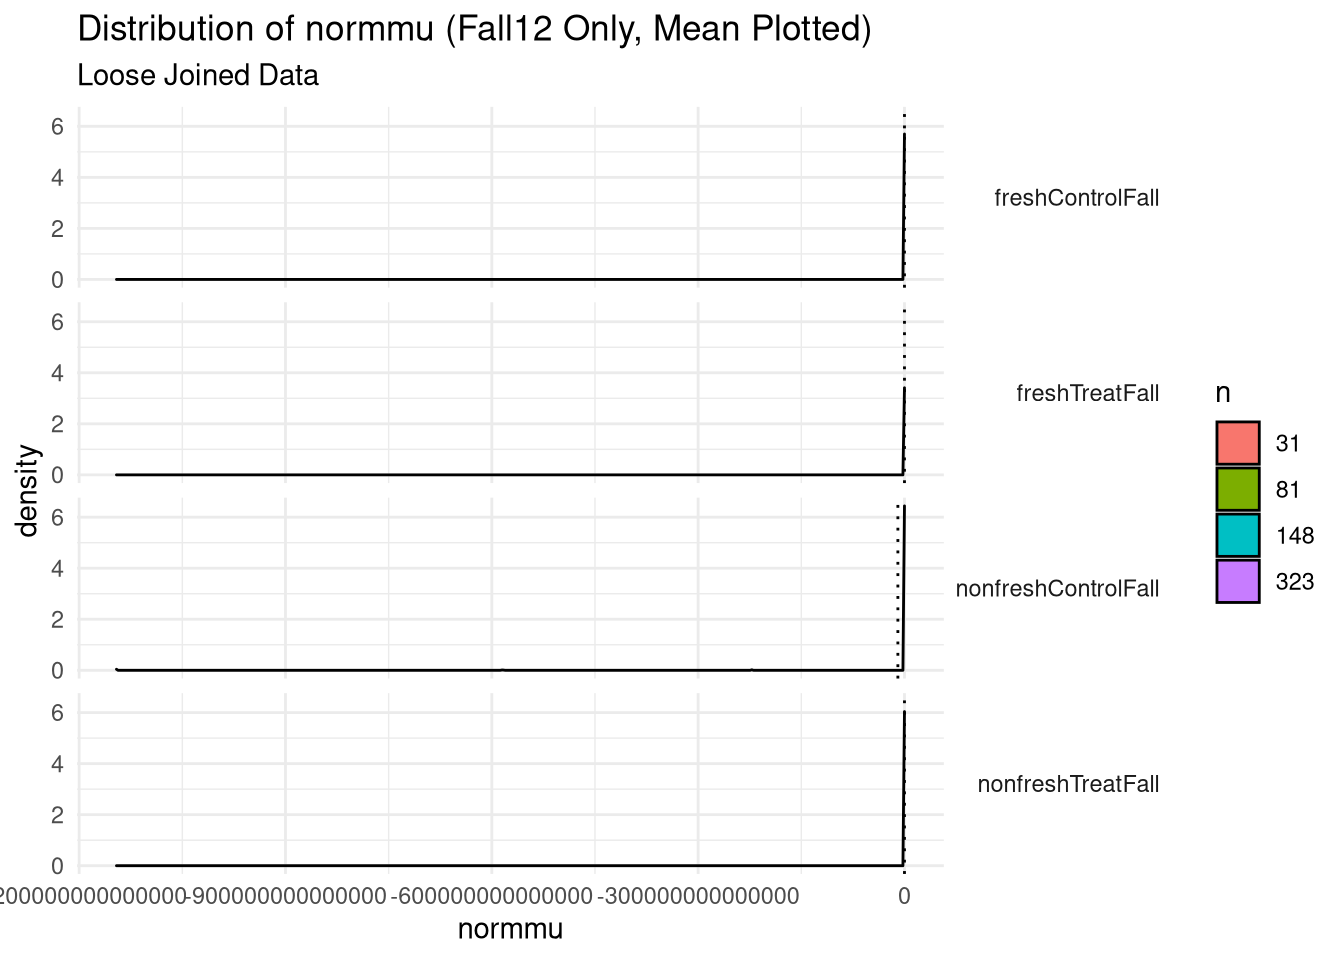 Distribution of normmu (Fall12 Only, Mean Plotted)
Loose Joined Data
6
4
2
0
freshControlFall
6
4
2
0
freshTreatFall
6
4
2
0
nonfreshControlFall
6
4
2
0
nonfreshTreatFall
density
200000000000000 -900000000000000 -600000000000000 -300000000000000 0
normmu
n
31
81
148
323